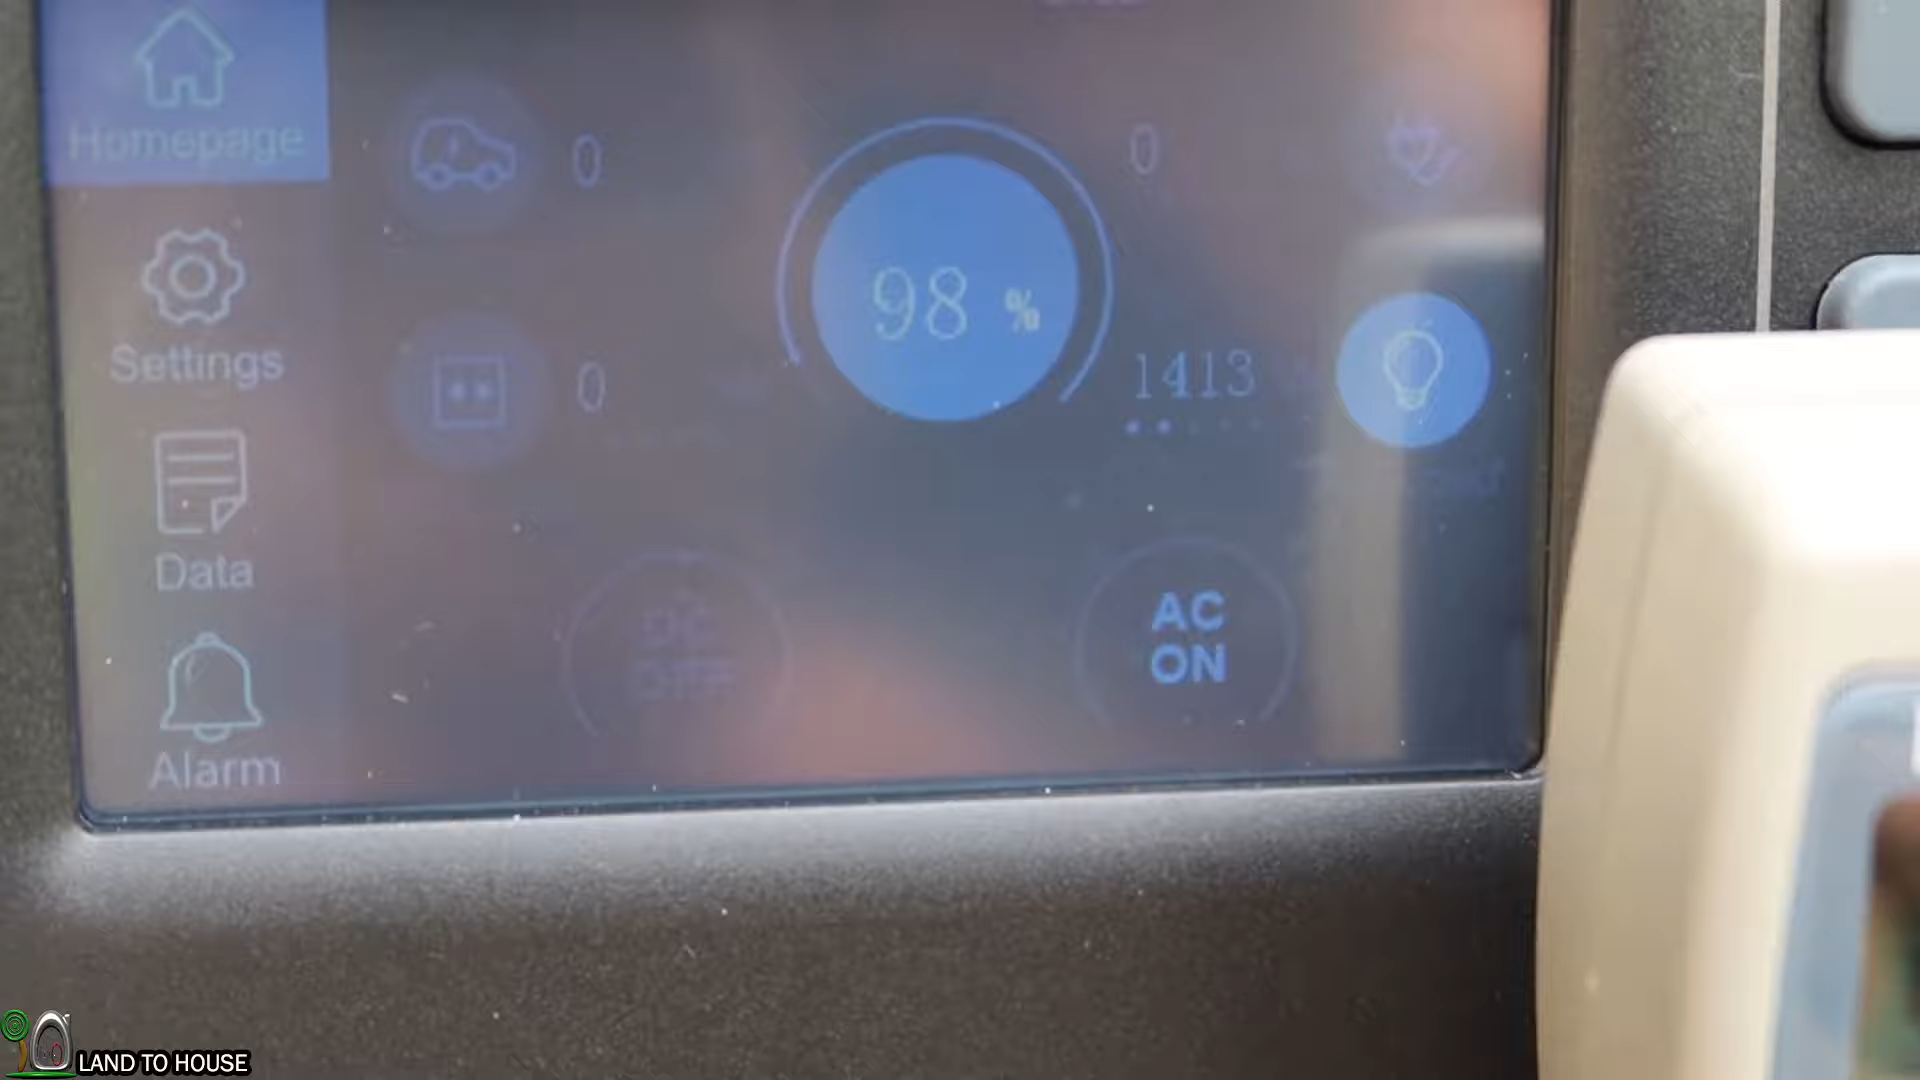 Homepage
0
0
98 %
Settings
1413
0
Data
DC
OFF
AC
ON
Alarm
LAND TO HOUSE